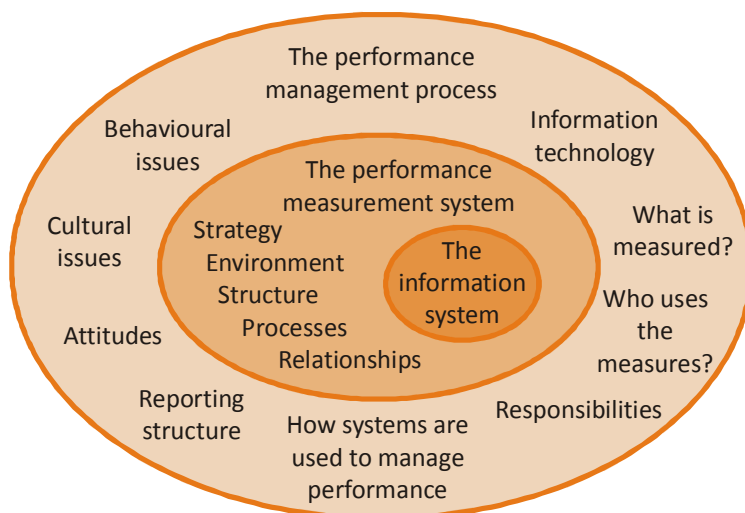 The performance
management process
Behavioural
issues
Information
technology
The performance
measurement system
Cultural
issues
Strategy
Environment
Structure
Processes
Relationships
The
information
system
What is
measured?
Who uses
the
measures?
Attitudes
Reporting
structure
How systems are
used to manage
performance
Responsibilities